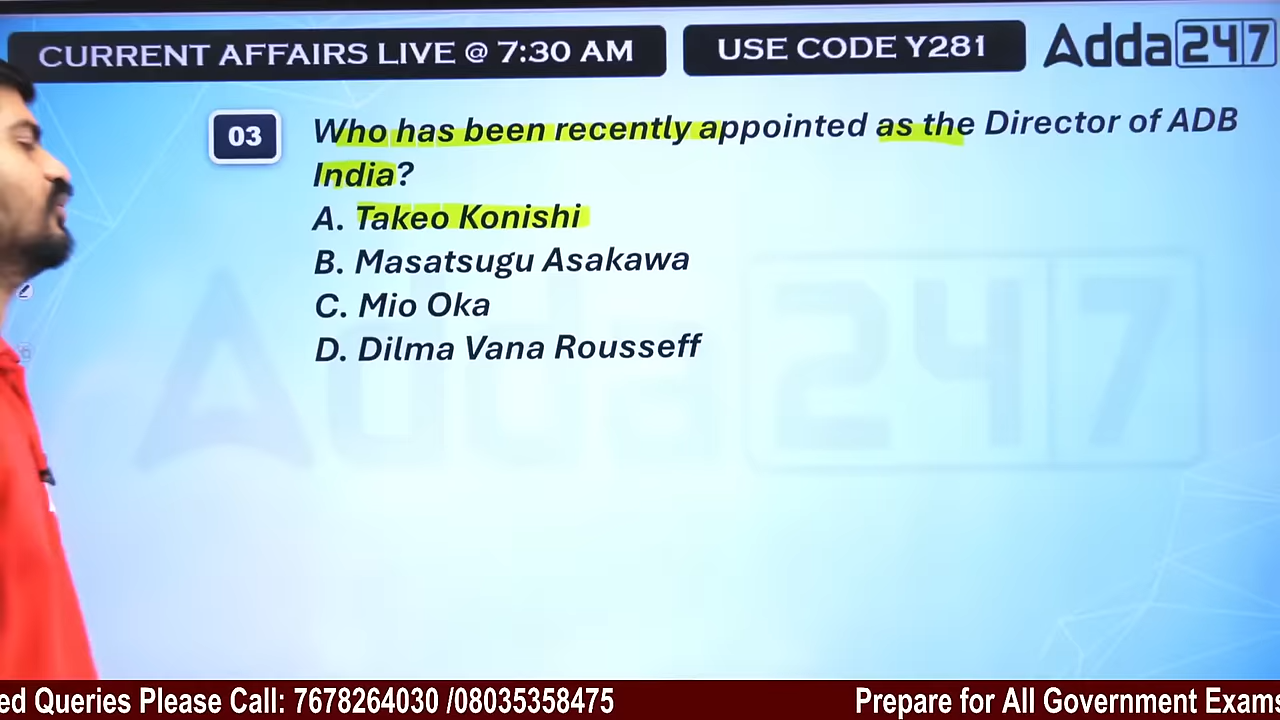 CURRENT AFFAIRS LIVE @ 7:30 AM
USE CODE Y281
Adda247
03
Who has been recently appointed as the Director of ADB
India?
A. Takeo Konishi
B. Masatsugu Asakawa
C. Mio Oka
D. Dilma Vana Rousseff
Adda247
ed Queries Please Call: 7678264030 /08035358475
Prepare for All Government Exams